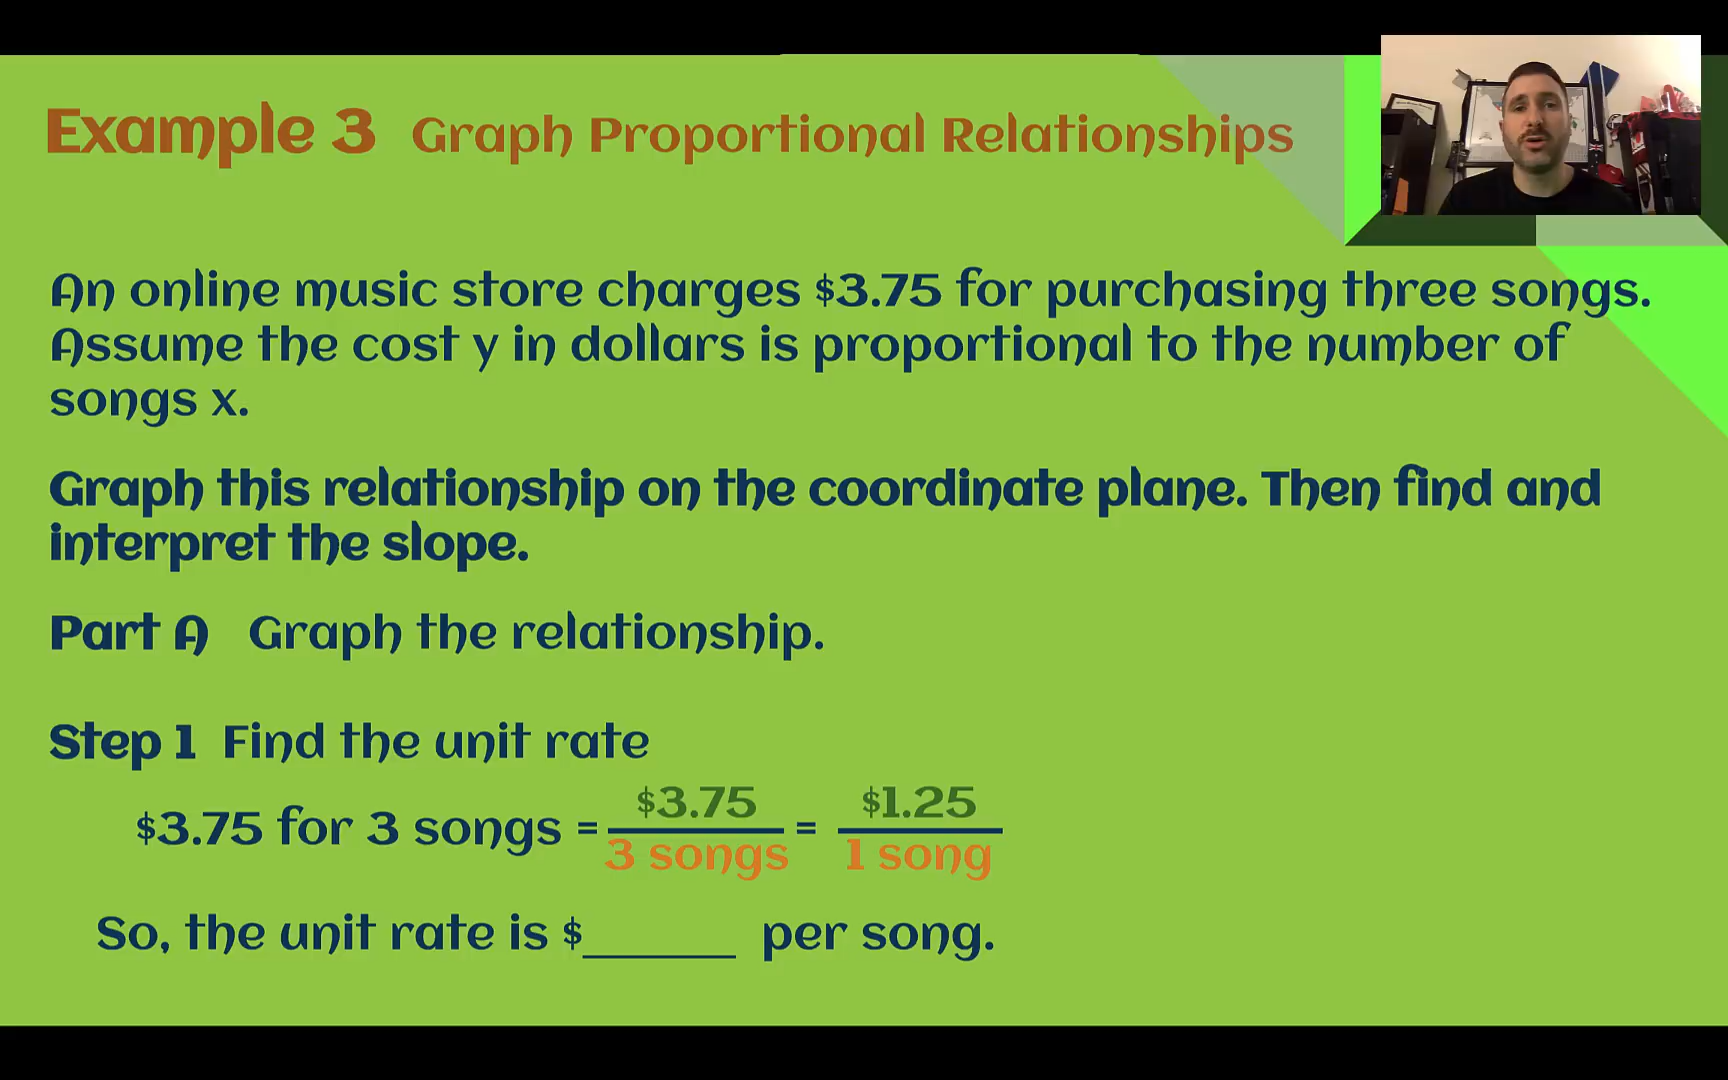 Example 3 Graph Proportional Relationships
An online music store charges $3.75 for purchasing three songs.
Assume the cost y in dollars is proportional to the number of
songs x.
Graph this relationship on the coordinate plane. Then find and
interpret the slope.
Part A Graph the relationship.
Step 1 Find the unit rate
$3.75 for 3 songs = $3.75 / 3 songs = $1.25 / 1 song
So, the unit rate is $______ per song.